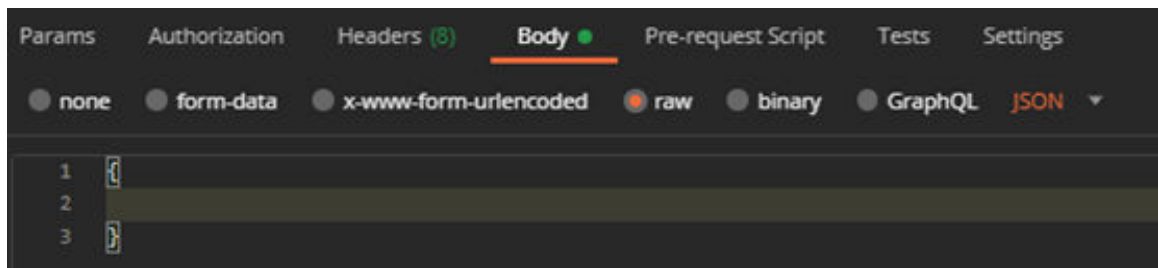 Params Authorization Headers (8) Body Pre-request Script Tests Settings
none form-data x-www-form-urlencoded raw binary GraphQL JSON
1 {
2
3 }